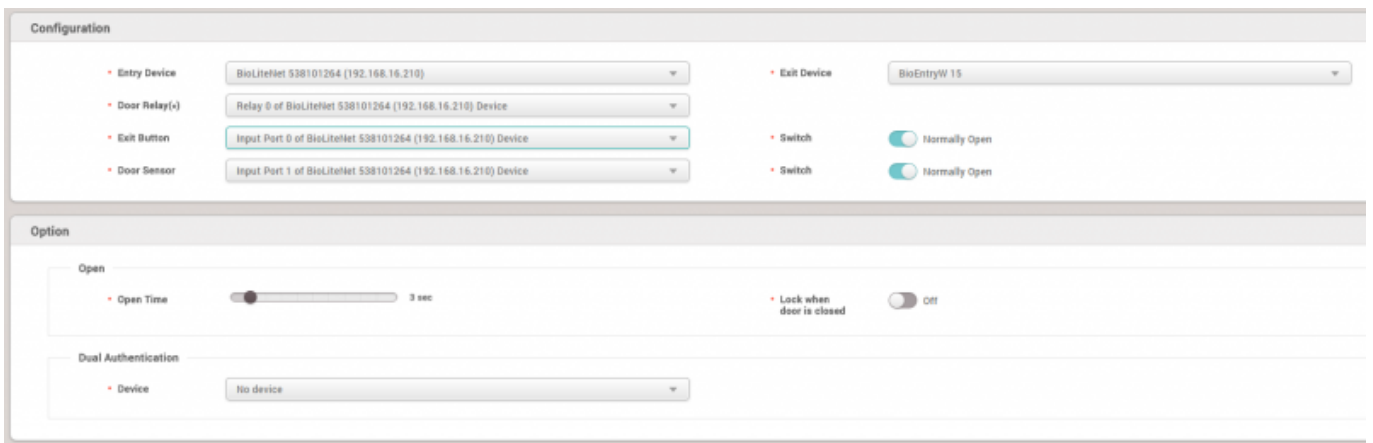 Configuration
Entry Device BioLiteNet 538101264 (192.168.16.210) Exit Device BioEntryW 15
Door Relay(*) Relay 0 of BioLiteNet 538101264 (192.168.16.210) Device
Exit Button Input Port 0 of BioLiteNet 538101264 (192.168.16.210) Device Switch Normally Open
Door Sensor Input Port 1 of BioLiteNet 538101264 (192.168.16.210) Device Switch Normally Open
Option
Open
Open Time 3 sec Lock when
door is closed Off
Dual Authentication
Device No device